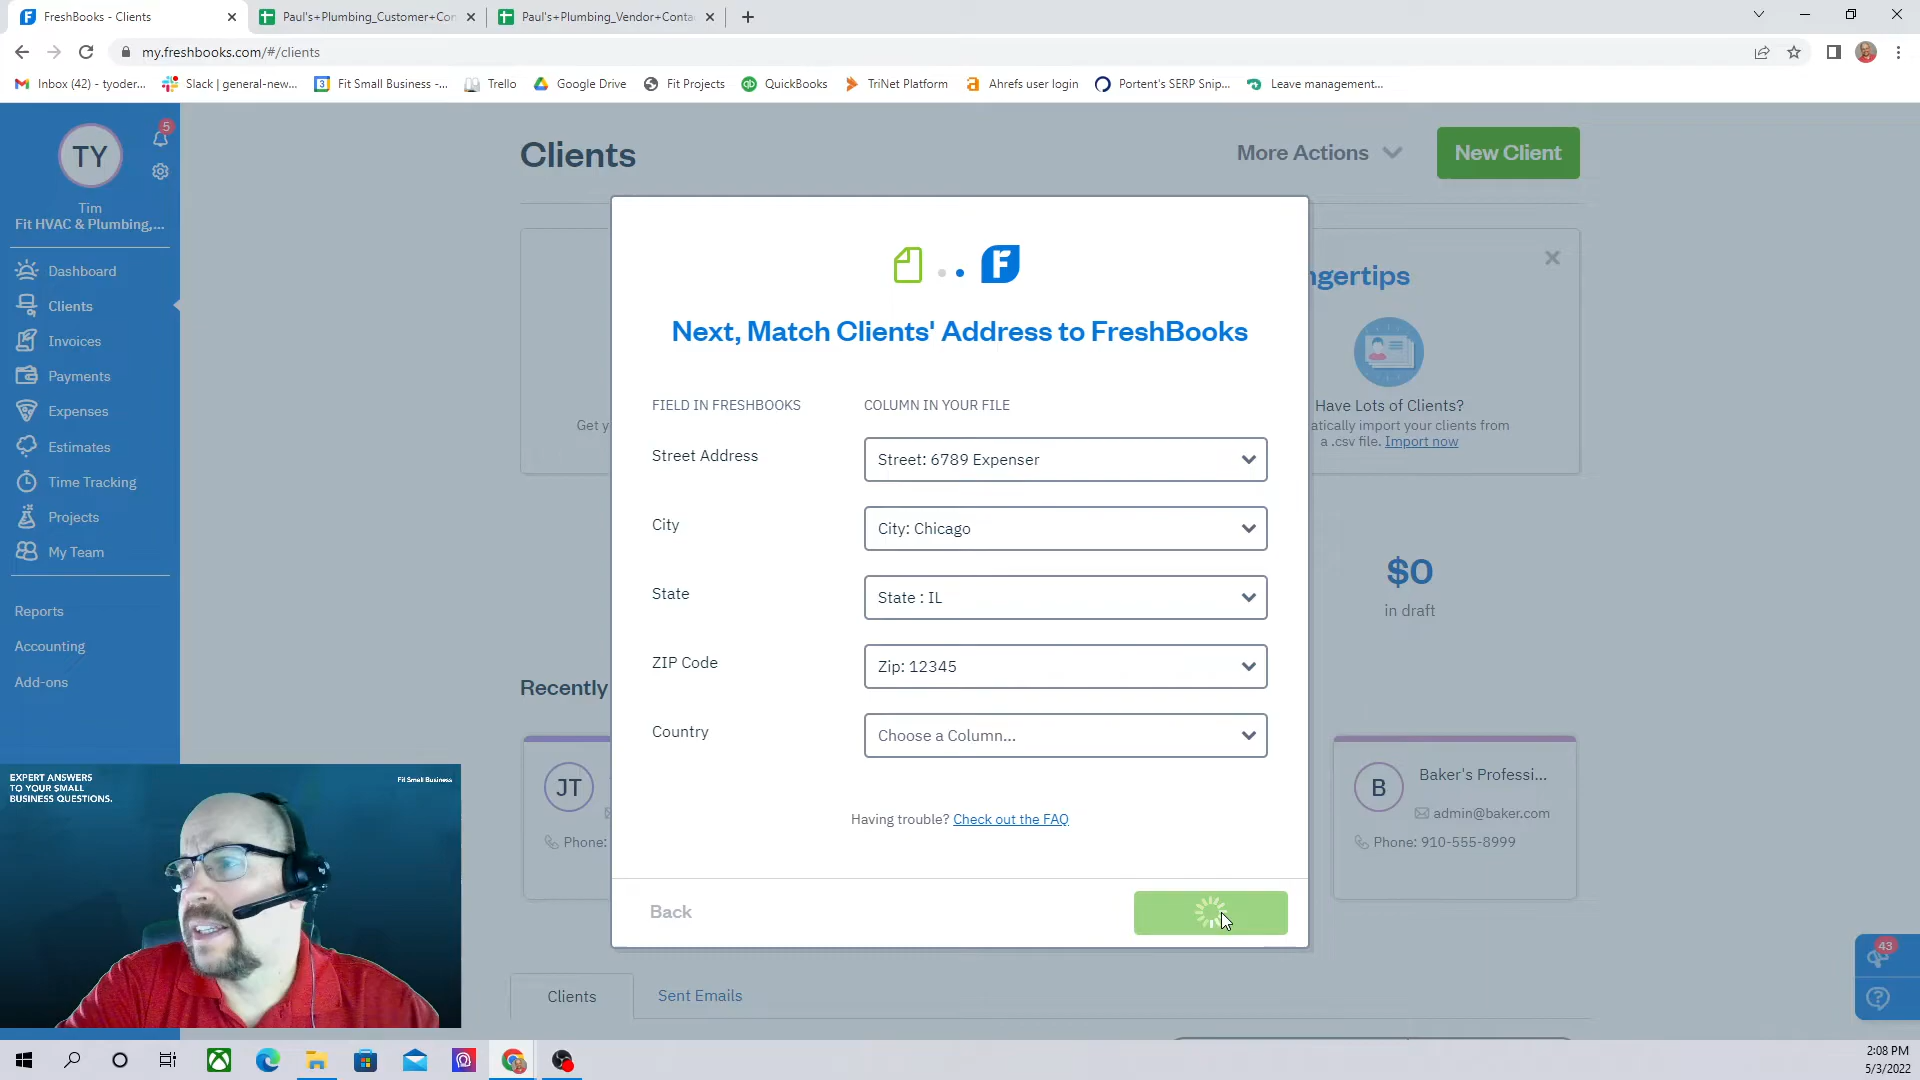 FreshBooks - Clients
Paul's+Plumbing_Customer+Con
Paul's+Plumbing_Vendor+Conta
my.freshbooks.com/#/clients
Inbox (42) - tyoder...
Slack | general-new...
Fit Small Business -...
Trello
Google Drive
Fit Projects
QuickBooks
TriNet Platform
Ahrefs user login
Portent's SERP Snip...
Leave management...
TY
5
Tim
Fit HVAC & Plumbing,...
Dashboard
Clients
Invoices
Payments
Expenses
Estimates
Time Tracking
Projects
My Team
Reports
Accounting
Add-ons
Clients
More Actions
New Client
Get y
ngertips
Have Lots of Clients?
atically import your clients from
a .csv file. Import now
Next, Match Clients' Address to FreshBooks
FIELD IN FRESHBOOKS
COLUMN IN YOUR FILE
Street Address
Street: 6789 Expenser
City
City: Chicago
State
State : IL
ZIP Code
Zip: 12345
Country
Choose a Column...
Having trouble? Check out the FAQ
Back
$0
in draft
Recently
JT
Phone:
B
Baker's Professi...
admin@baker.com
Phone: 910-555-8999
Clients
Sent Emails
43
EXPERT ANSWERS
TO YOUR SMALL
BUSINESS QUESTIONS.
Fit Small Business
2:08 PM
5/3/2022